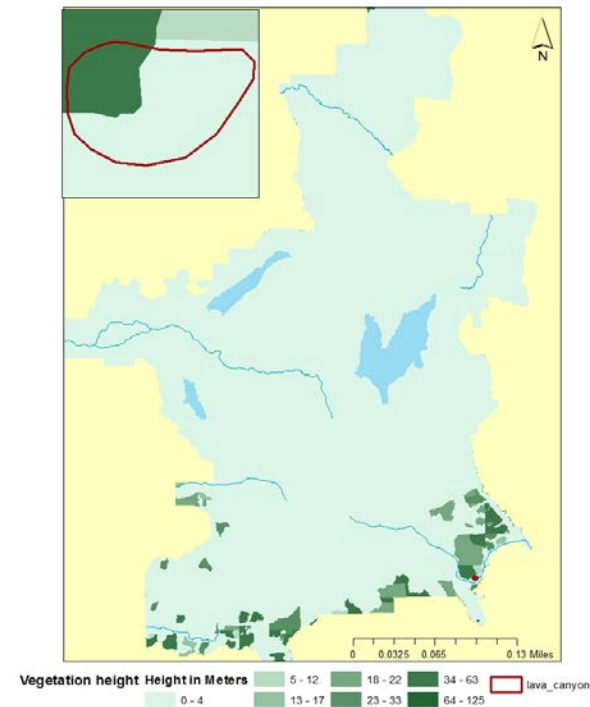 N
0 0.0325 0.065 0.13 Miles
Vegetation height Height in Meters 5 - 12 18 - 22 34 - 63 lava_canyon
0 - 4 13 - 17 23 - 33 64 - 125